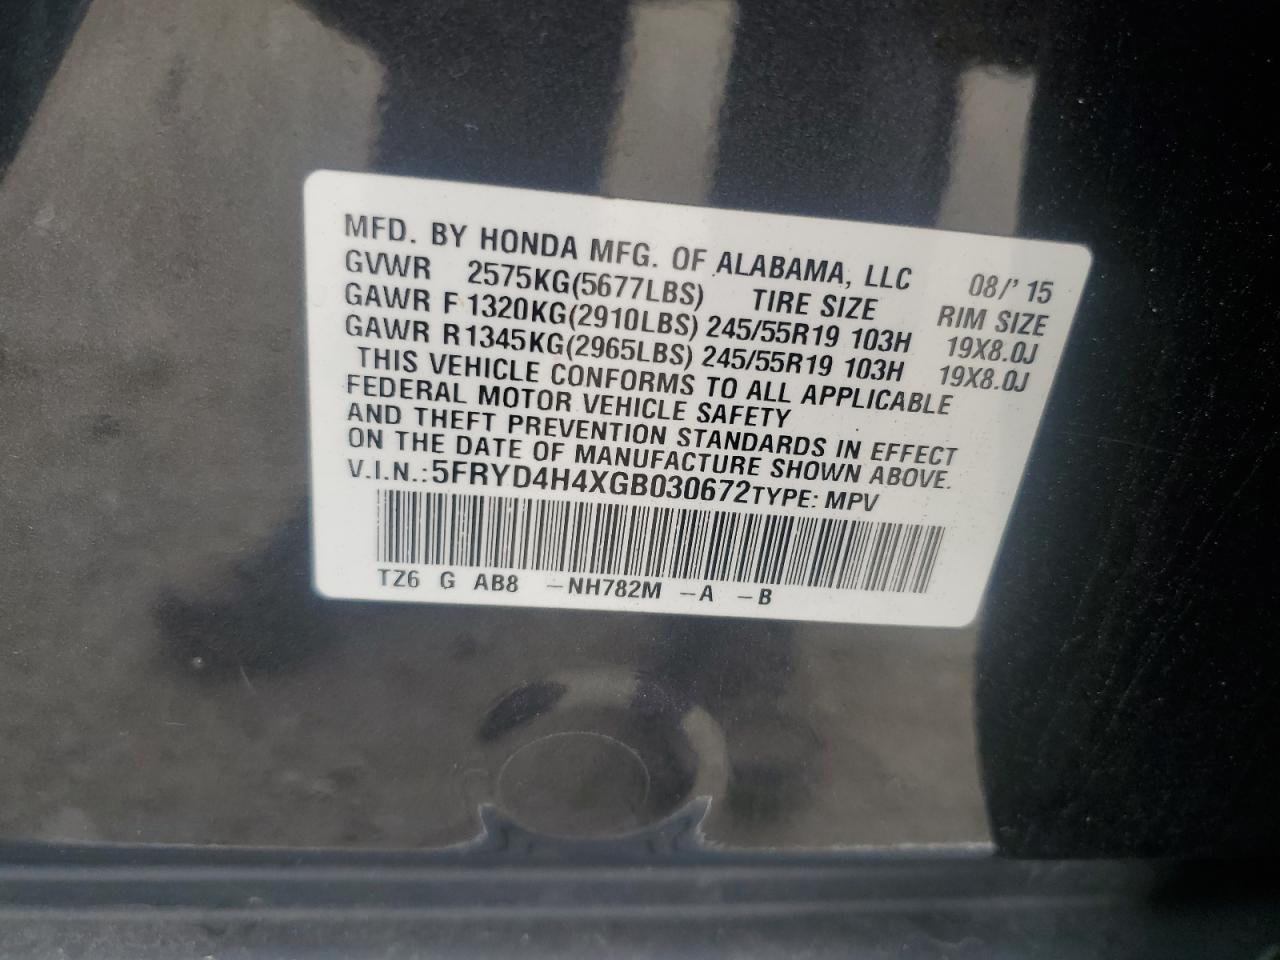 MFD. BY HONDA MFG. OF ALABAMA, LLC 08/'15
GVWR 2575KG(5677LBS) TIRE SIZE RIM SIZE
GAWR F 1320KG(2910LBS) 245/55R19 103H 19X8.0J
GAWR R 1345KG(2965LBS) 245/55R19 103H 19X8.0J
THIS VEHICLE CONFORMS TO ALL APPLICABLE
FEDERAL MOTOR VEHICLE SAFETY
AND THEFT PREVENTION STANDARDS IN EFFECT
ON THE DATE OF MANUFACTURE SHOWN ABOVE.
V.I.N.: 5FRYD4H4XGB030672 TYPE: MPV
TZ6 G AB8 -NH782M -A -B